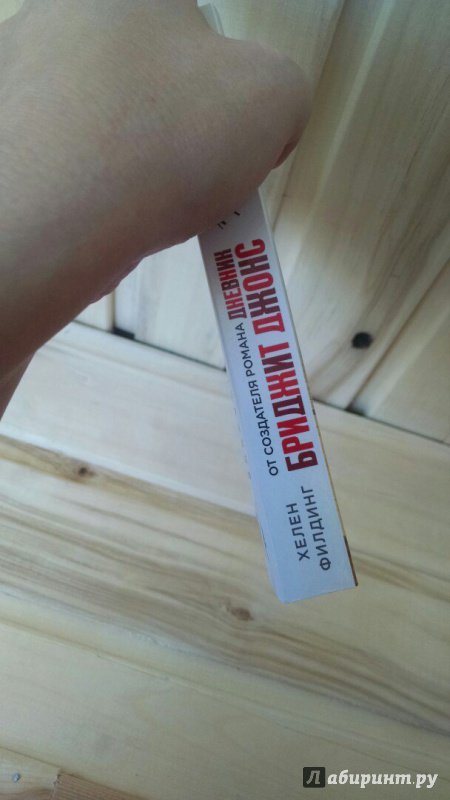 ХЕЛЕН
ФИЛДИНГ
ОТ СОЗДАТЕЛЯ РОМАНА ДНЕВНИК
БРИДЖИТ ДЖОНС
Лабиринт.ру